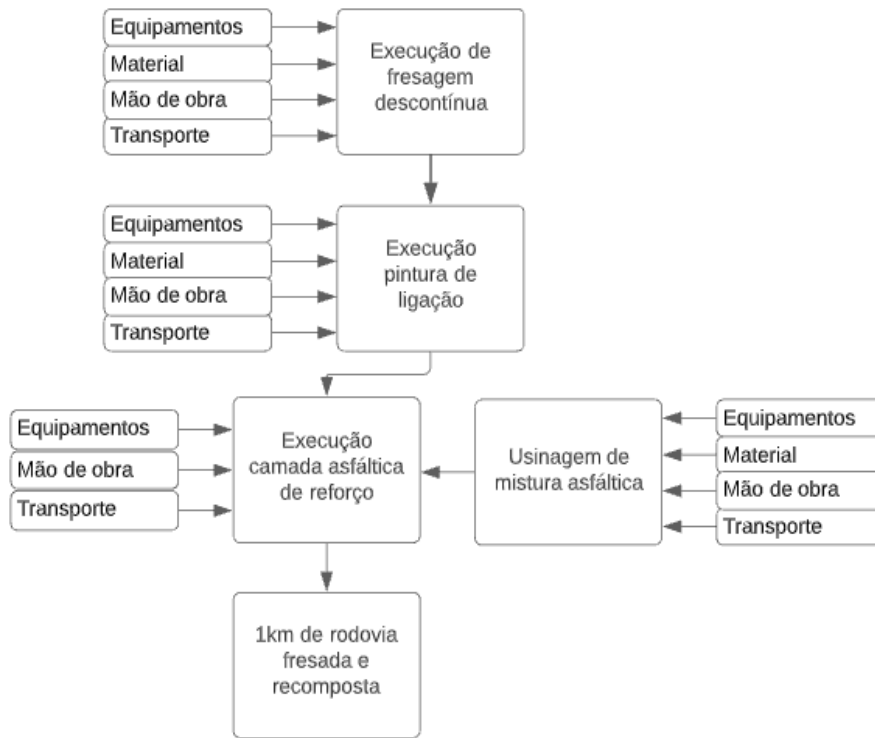 Equipamentos
Material
Mão de obra
Transporte
Execução de
fresagem
descontínua
Equipamentos
Material
Mão de obra
Transporte
Execução
pintura de
ligação
Equipamentos
Mão de obra
Transporte
Execução
camada asfáltica
de reforço
Usinagem de
mistura asfáltica
Equipamentos
Material
Mão de obra
Transporte
1km de rodovia
fresada e
recomposta